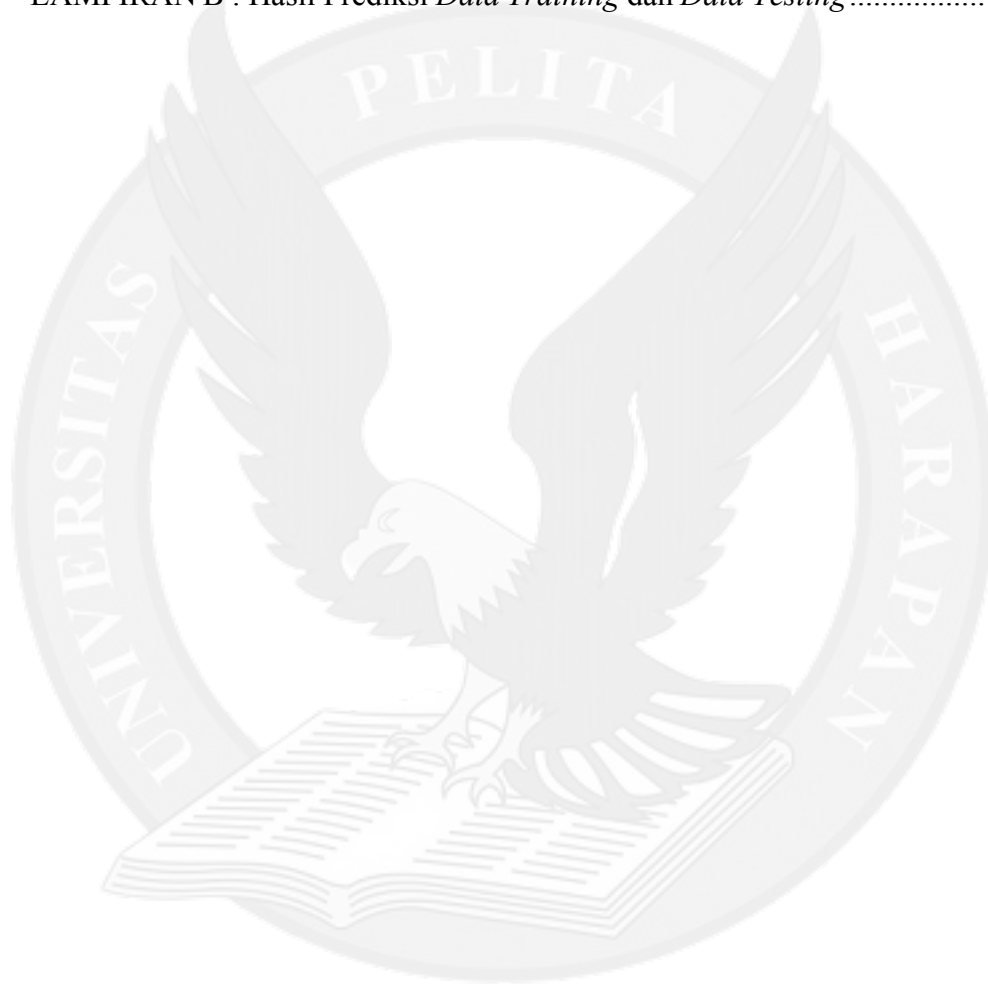 LAMPIRAN B : Hasil Prediksi Data Training dan Data Testing.................
UNIVERSITAS PELITA HARAPAN